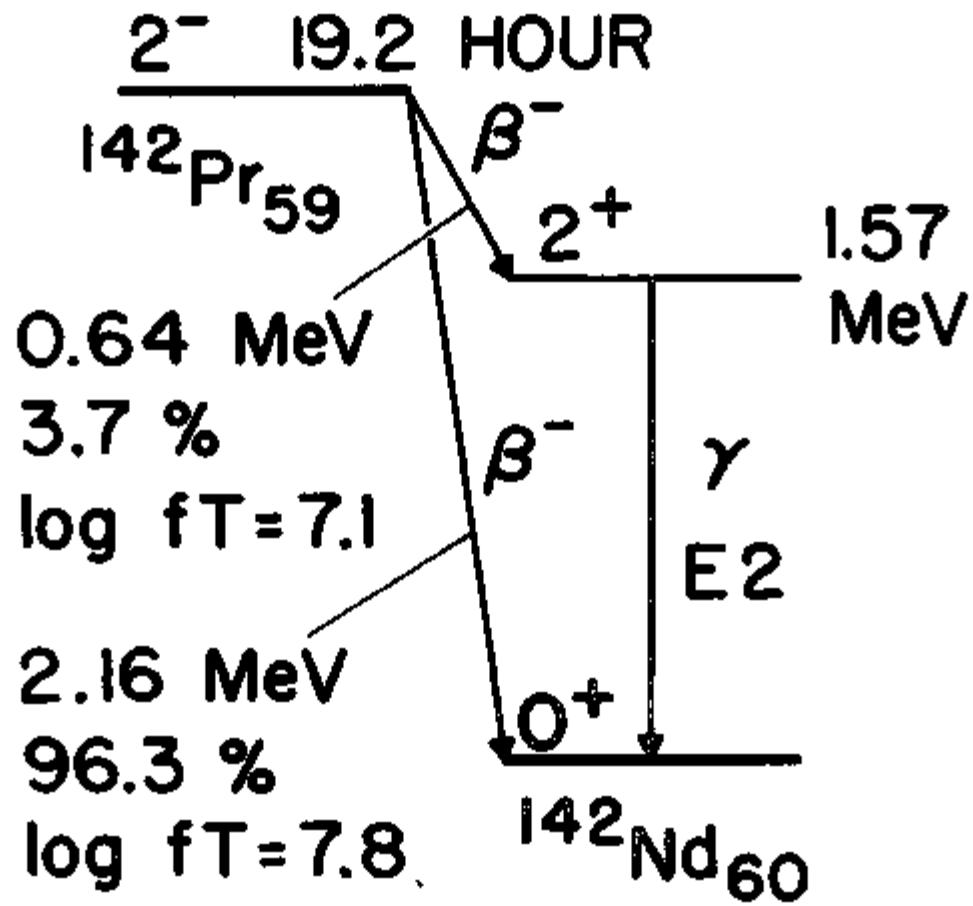 2⁻ 19.2 HOUR
β⁻
¹⁴²Pr₅₉
2⁺
1.57
MeV
0.64 MeV
3.7 %
log fT=7.1
β⁻
γ
E2
2.16 MeV
96.3 %
log fT=7.8
0⁺
¹⁴²Nd₆₀